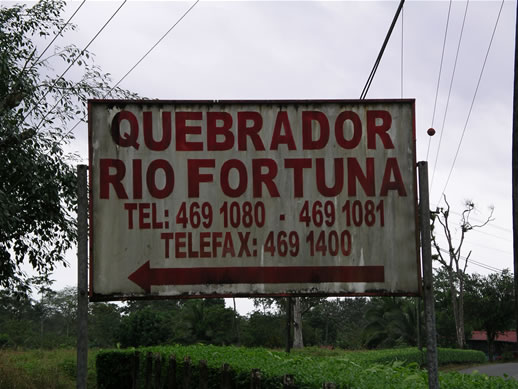 QUEBRADOR
RIO FORTUNA
TEL: 469 1080 - 469 1081
TELEFAX: 469 1400